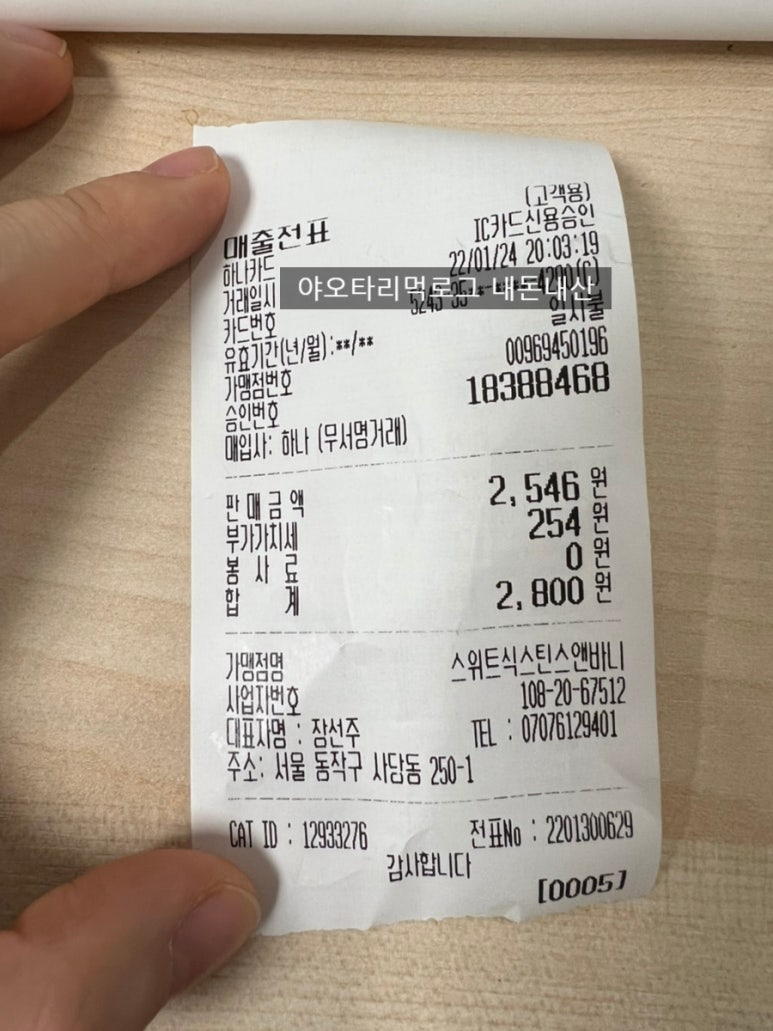 (고객용)
매출전표 IC카드신용승인
하나카드
거래일시 22/01/24 20:03:19
야오타리먹로그 내돈내산
카드번호
일시불
유효기간(년/월):**/**
가맹점번호 00969450196
승인번호 18388468
매입사: 하나 (무서명거래)
판매금액 2,546 원
부가가치세 254 원
봉사료 0 원
합계 2,800 원
가맹점명 스위트식스틴스앤바니
사업자번호 108-20-67512
대표자명 : 장선주 TEL : 07076129401
주소: 서울 동작구 사당동 250-1
CAT ID : 12933276 전표No : 2201300629
감사합니다
[0005]